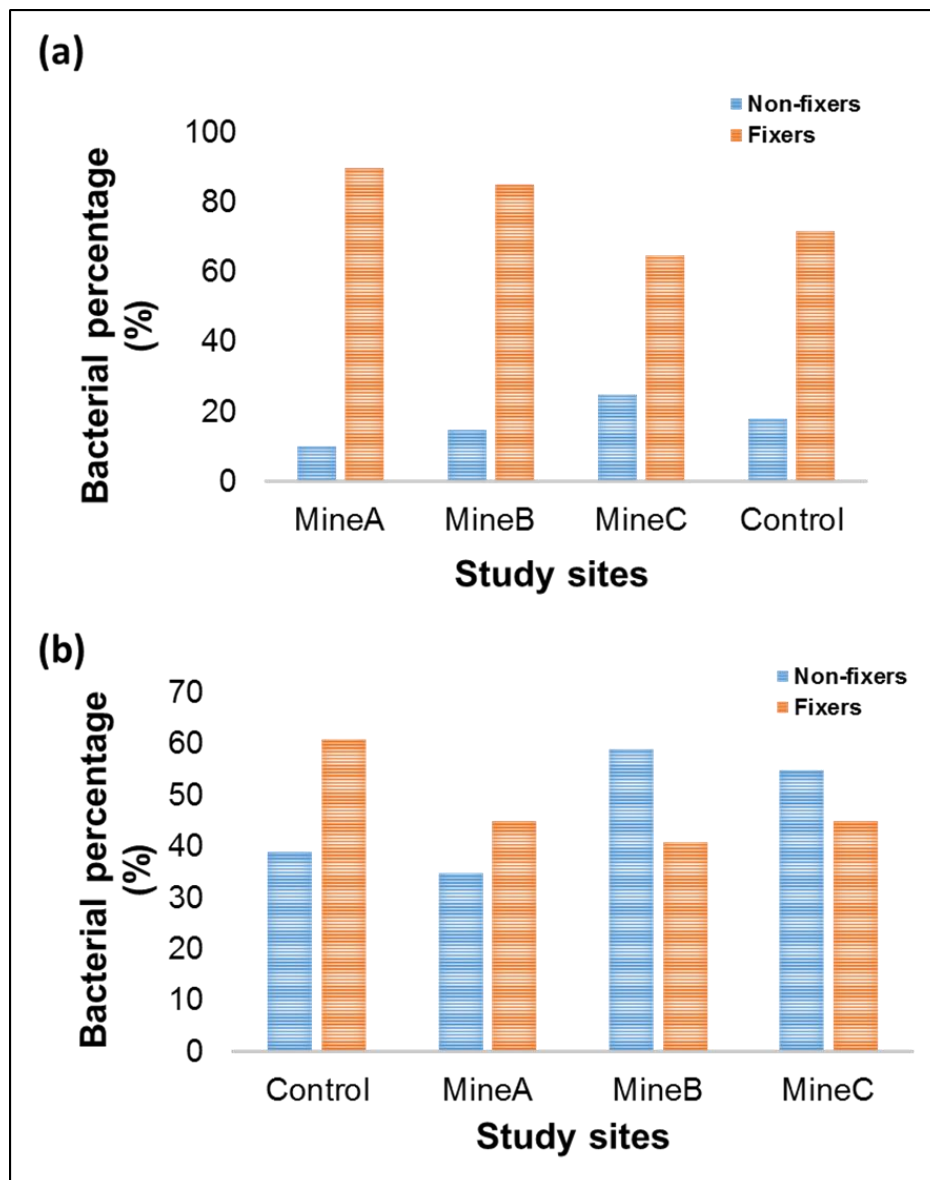 (a)
Non-fixers
Fixers
Bacterial percentage
(%)
100
80
60
40
20
0
MineA MineB MineC Control
Study sites
(b)
Non-fixers
Fixers
Bacterial percentage
(%)
70
60
50
40
30
20
10
0
Control MineA MineB MineC
Study sites